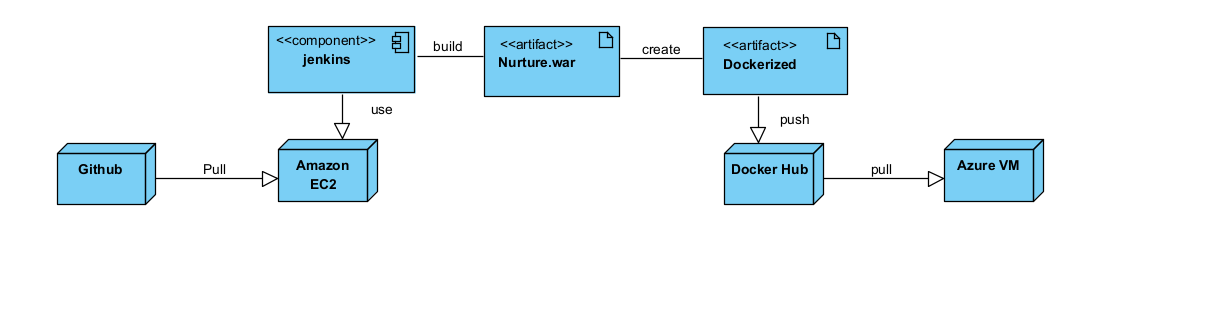 <<component>>
jenkins
build
<<artifact>>
Nurture.war
create
<<artifact>>
Dockerized
use
push
Github
Pull
Amazon
EC2
Docker Hub
pull
Azure VM